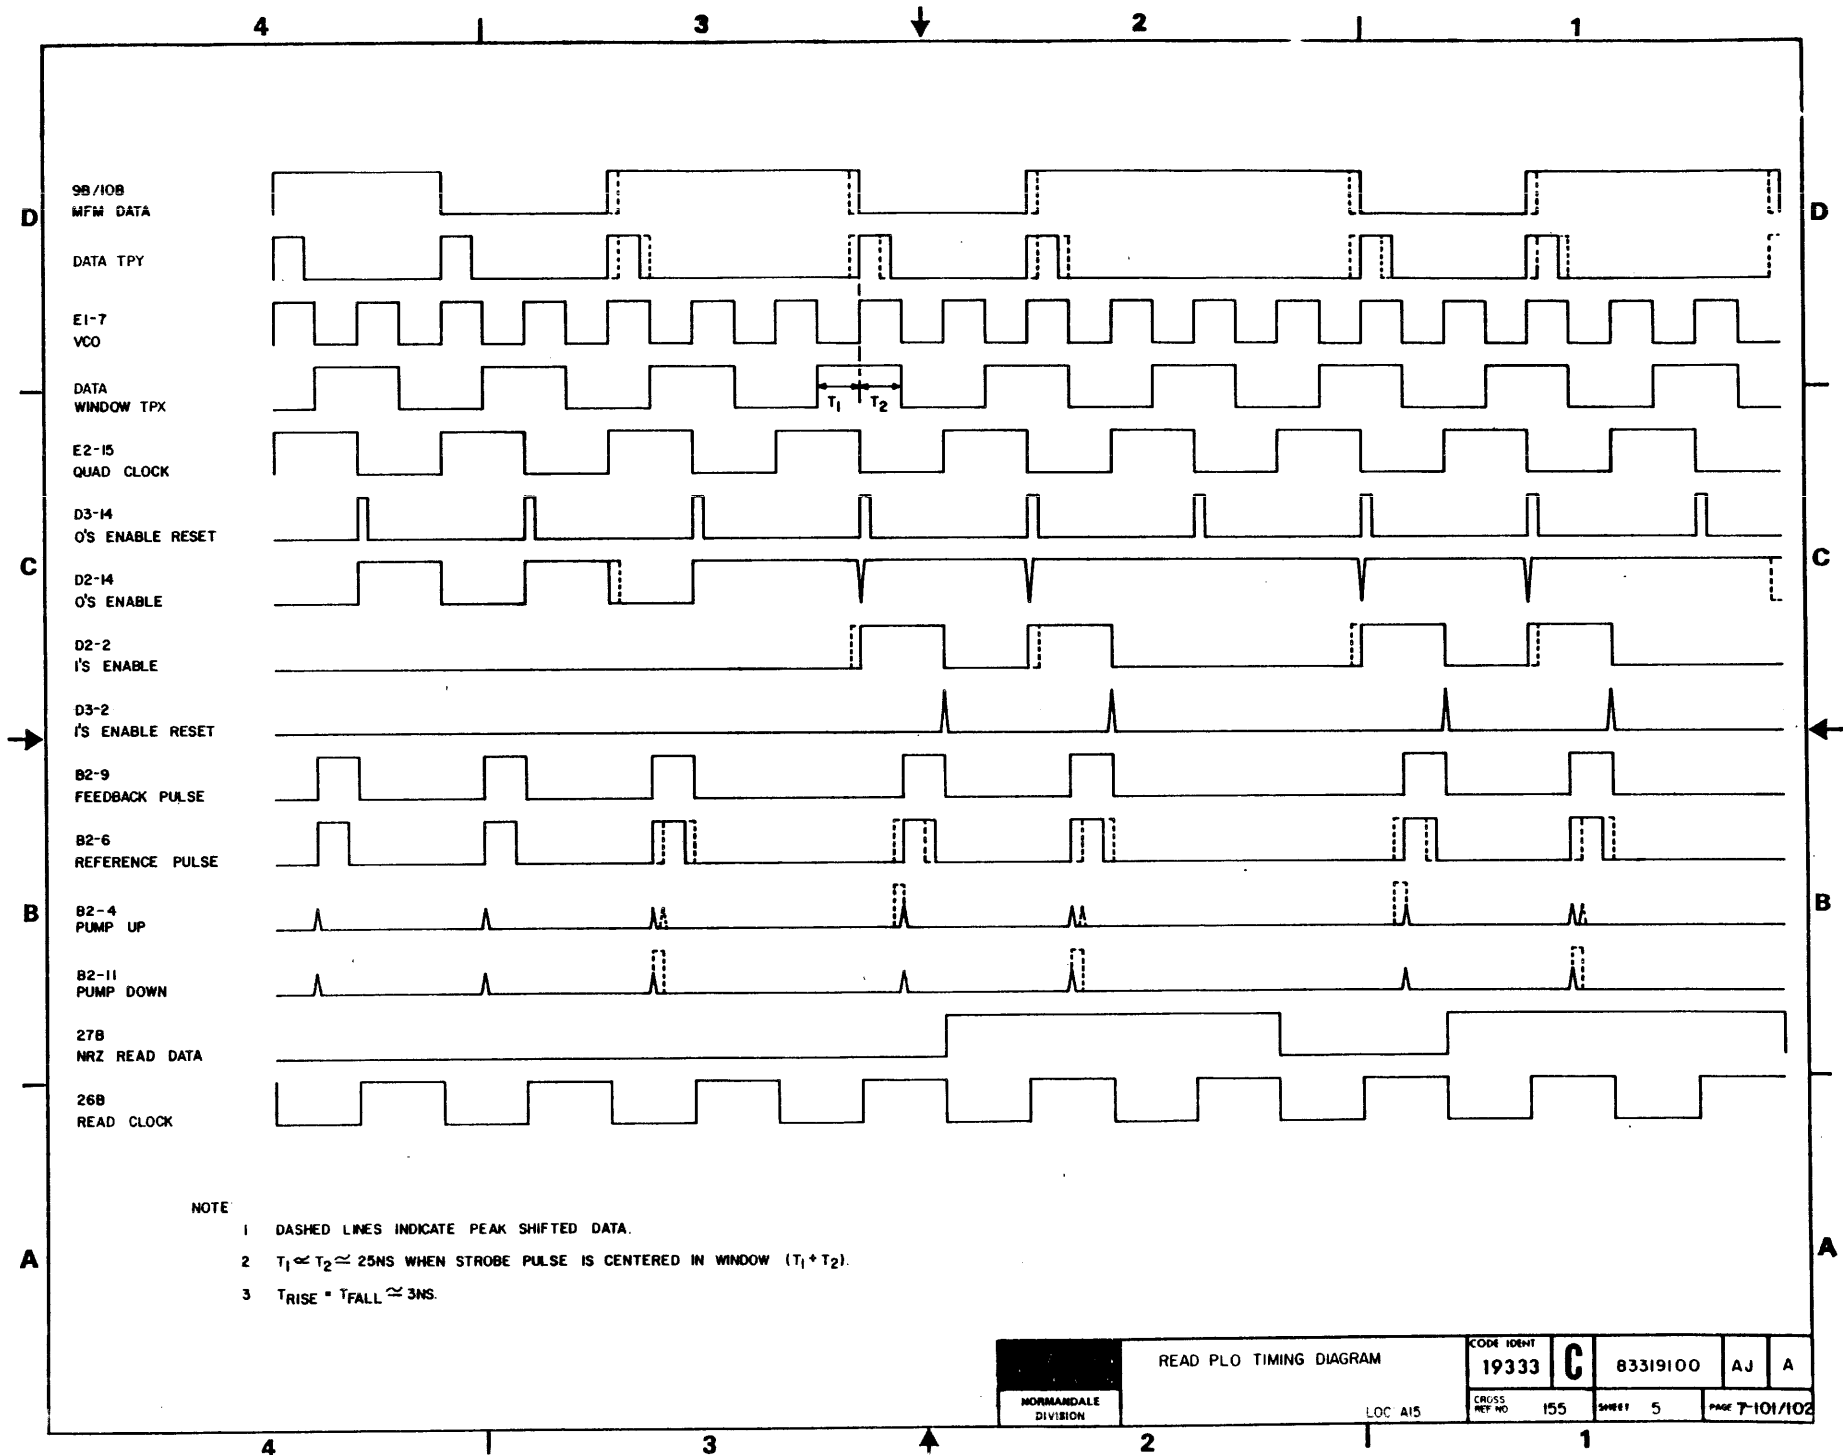 4 3 2 1
D D
9B/10B
MFM DATA
DATA TPY
E1-7
VCO
DATA
WINDOW TPX
T1 T2
E2-15
QUAD CLOCK
D3-14
O'S ENABLE RESET
C C
D2-14
O'S ENABLE
D2-2
I'S ENABLE
D3-2
I'S ENABLE RESET
B2-9
FEEDBACK PULSE
B2-6
REFERENCE PULSE
B B
B2-4
PUMP UP
B2-11
PUMP DOWN
27B
NRZ READ DATA
26B
READ CLOCK
NOTE
1 DASHED LINES INDICATE PEAK SHIFTED DATA.
A A
2 T1 ∝ T2 ≃ 25NS WHEN STROBE PULSE IS CENTERED IN WINDOW (T1 + T2).
3 TRISE = TFALL ≃ 3NS.
NORMANDALE
DIVISION
READ PLO TIMING DIAGRAM
LOC A15
CODE IDENT
19333 C 83319100 AJ A
CROSS
REF NO 155 SHEET 5 PAGE 7-101/102
4 3 2 1